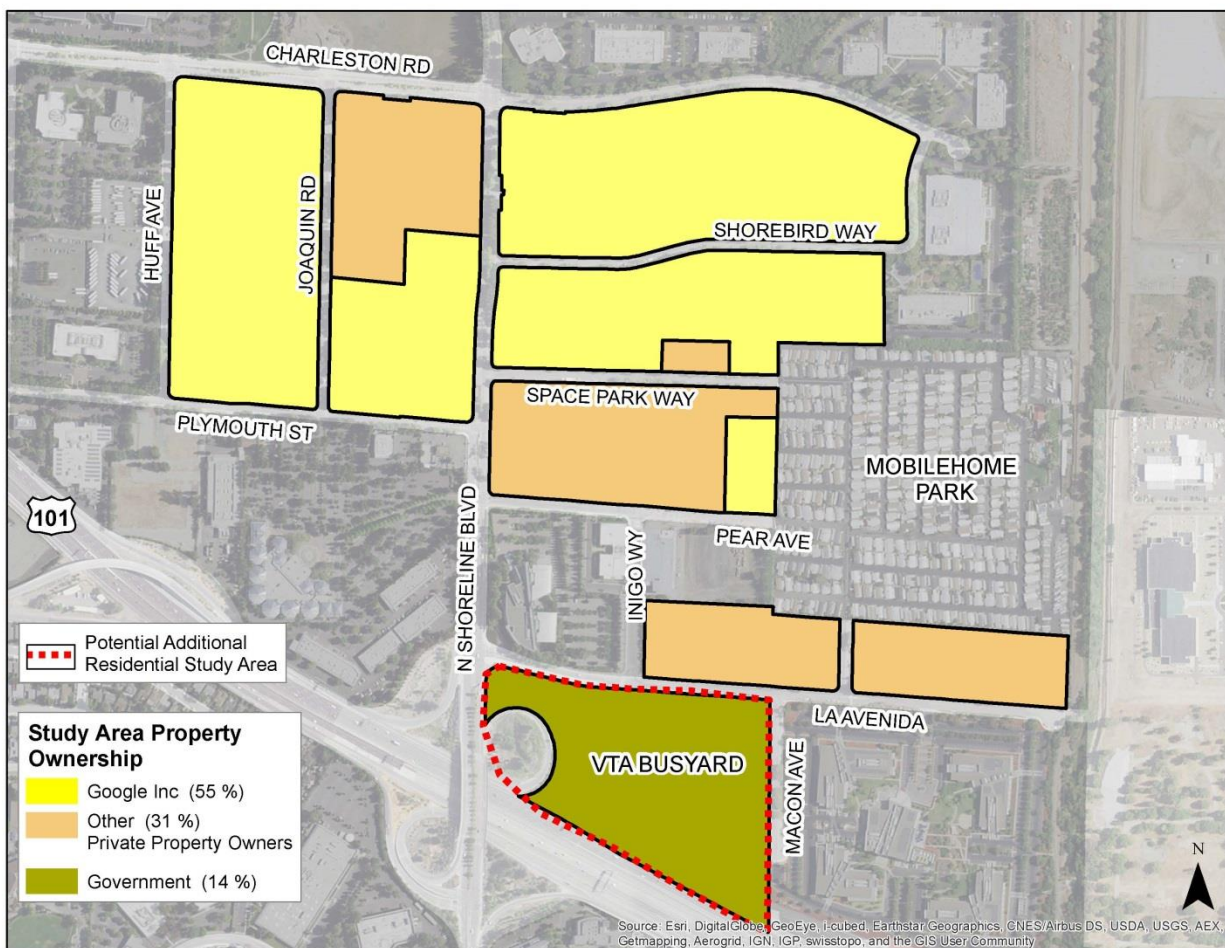 CHARLESTON RD
HUFF AVE
JOAQUIN RD
SHOREBIRD WAY
SPACE PARK WAY
PLYMOUTH ST
MOBILEHOME
PARK
101
N SHORELINE BLVD
INIGO WY
PEAR AVE
LA AVENIDA
VTA BUSYARD
MACON AVE
Potential Additional
Residential Study Area
Study Area Property
Ownership
Google Inc (55 %)
Other (31 %)
Private Property Owners
Government (14 %)
N
Source: Esri, DigitalGlobe, GeoEye, i-cubed, Earthstar Geographics, CNES/Airbus DS, USDA, USGS, AEX,
Getmapping, Aerogrid, IGN, IGP, swisstopo, and the GIS User Community